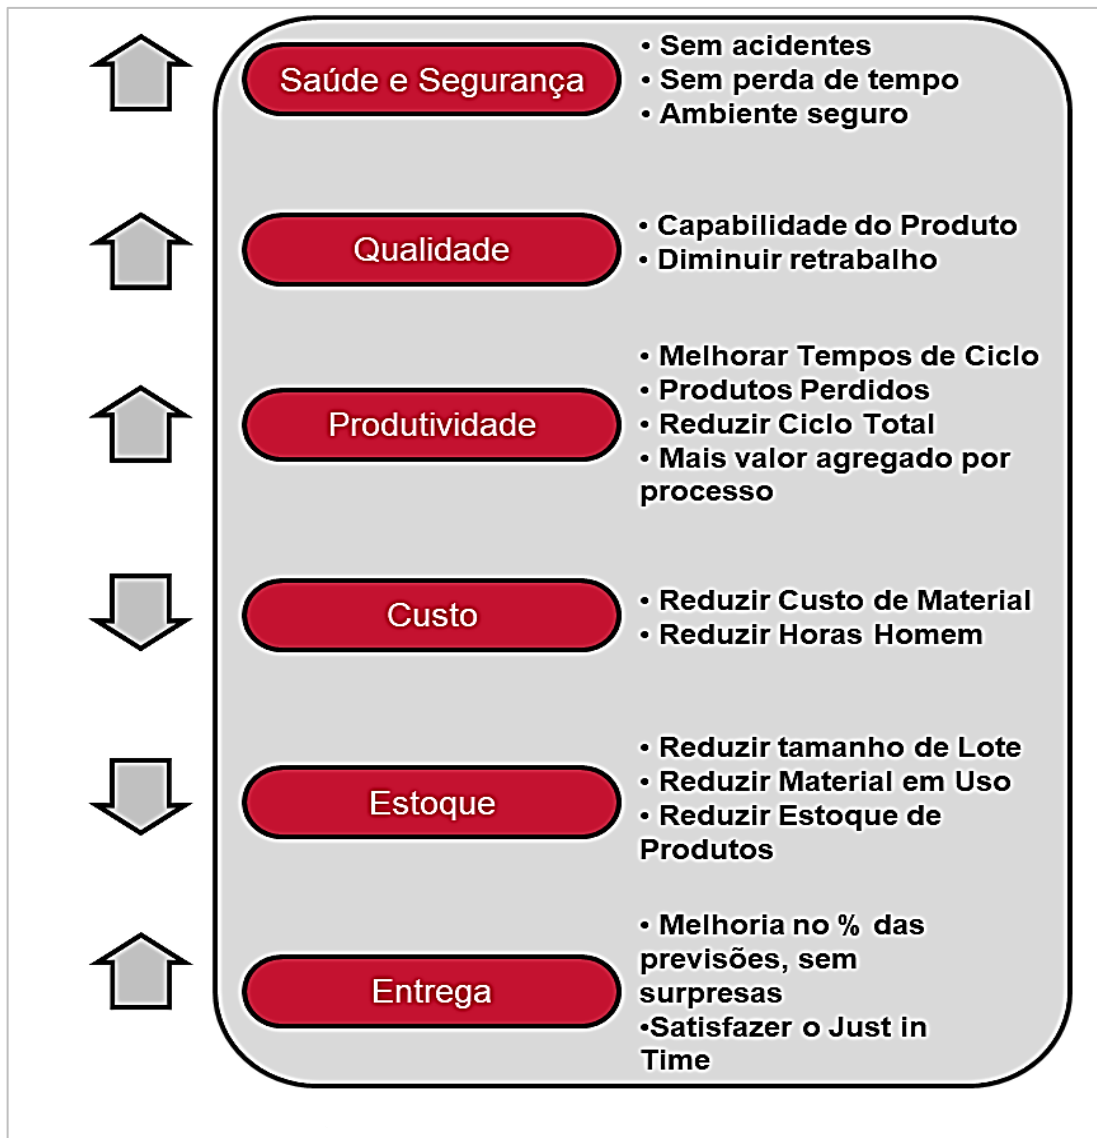 Saúde e Segurança
• Sem acidentes
• Sem perda de tempo
• Ambiente seguro
Qualidade
• Capabilidade do Produto
• Diminuir retrabalho
Produtividade
• Melhorar Tempos de Ciclo
• Produtos Perdidos
• Reduzir Ciclo Total
• Mais valor agregado por
processo
Custo
• Reduzir Custo de Material
• Reduzir Horas Homem
Estoque
• Reduzir tamanho de Lote
• Reduzir Material em Uso
• Reduzir Estoque de
Produtos
Entrega
• Melhoria no % das
previsões, sem
surpresas
•Satisfazer o Just in
Time